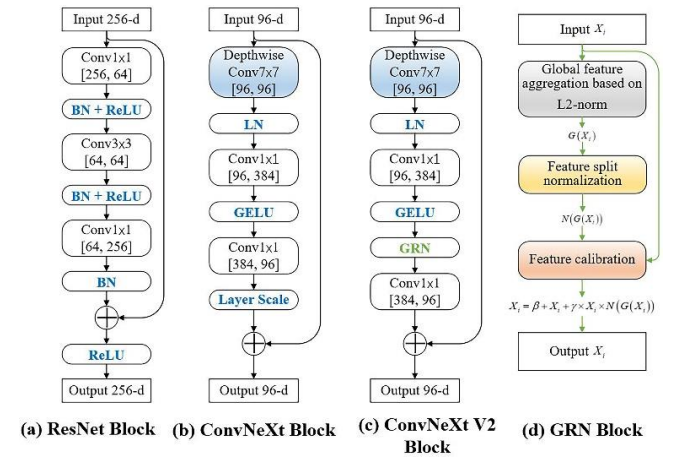 Input 256-d
Conv1x1
[256, 64]
BN + ReLU
Conv3x3
[64, 64]
BN + ReLU
Conv1x1
[64, 256]
BN
ReLU
Output 256-d
(a) ResNet Block
Input 96-d
Depthwise
Conv7x7
[96, 96]
LN
Conv1x1
[96, 384]
GELU
Conv1x1
[384, 96]
Layer Scale
Output 96-d
(b) ConvNeXt Block
Input 96-d
Depthwise
Conv7x7
[96, 96]
LN
Conv1x1
[96, 384]
GELU
GRN
Conv1x1
[384, 96]
Output 96-d
(c) ConvNeXt V2
Block
Input X_i
Global feature
aggregation based on
L2-norm
G(X_i)
Feature split
normalization
N(G(X_i))
Feature calibration
X_i = β + X_i + γ × X_i × N(G(X_i))
Output X_i
(d) GRN Block